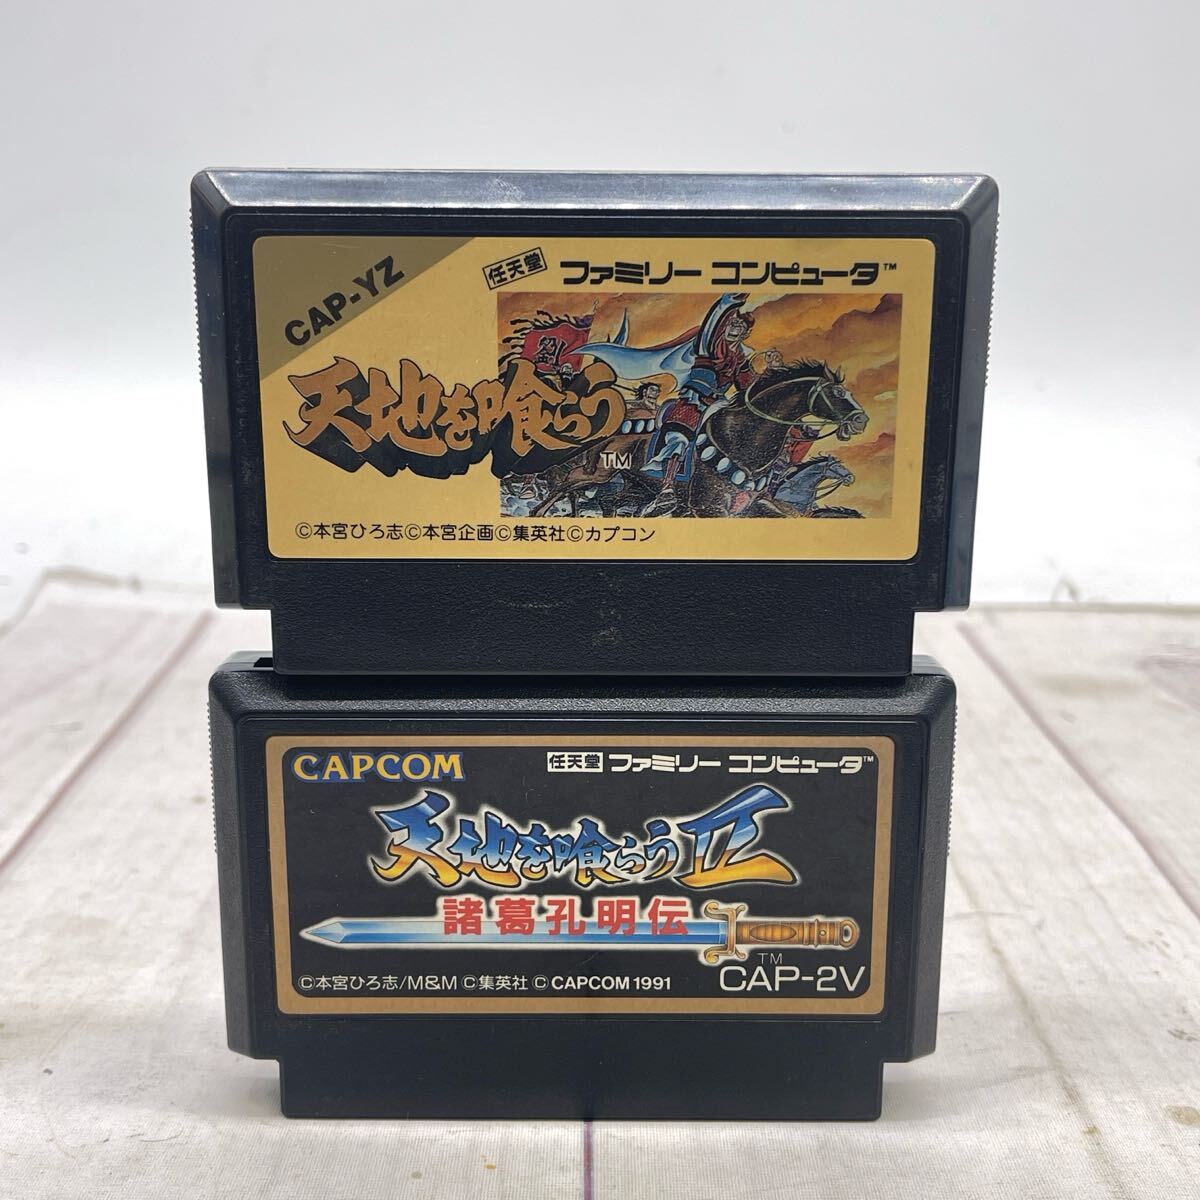 CAP-YZ
任天堂 ファミリー コンピュータ™
天地を喰らう
TM
©本宮ひろ志©本宮企画©集英社©カプコン
CAPCOM
任天堂 ファミリー コンピュータ™
天地を喰らうII
諸葛孔明伝
TM
©本宮ひろ志/M&M ©集英社 © CAPCOM 1991
CAP-2V